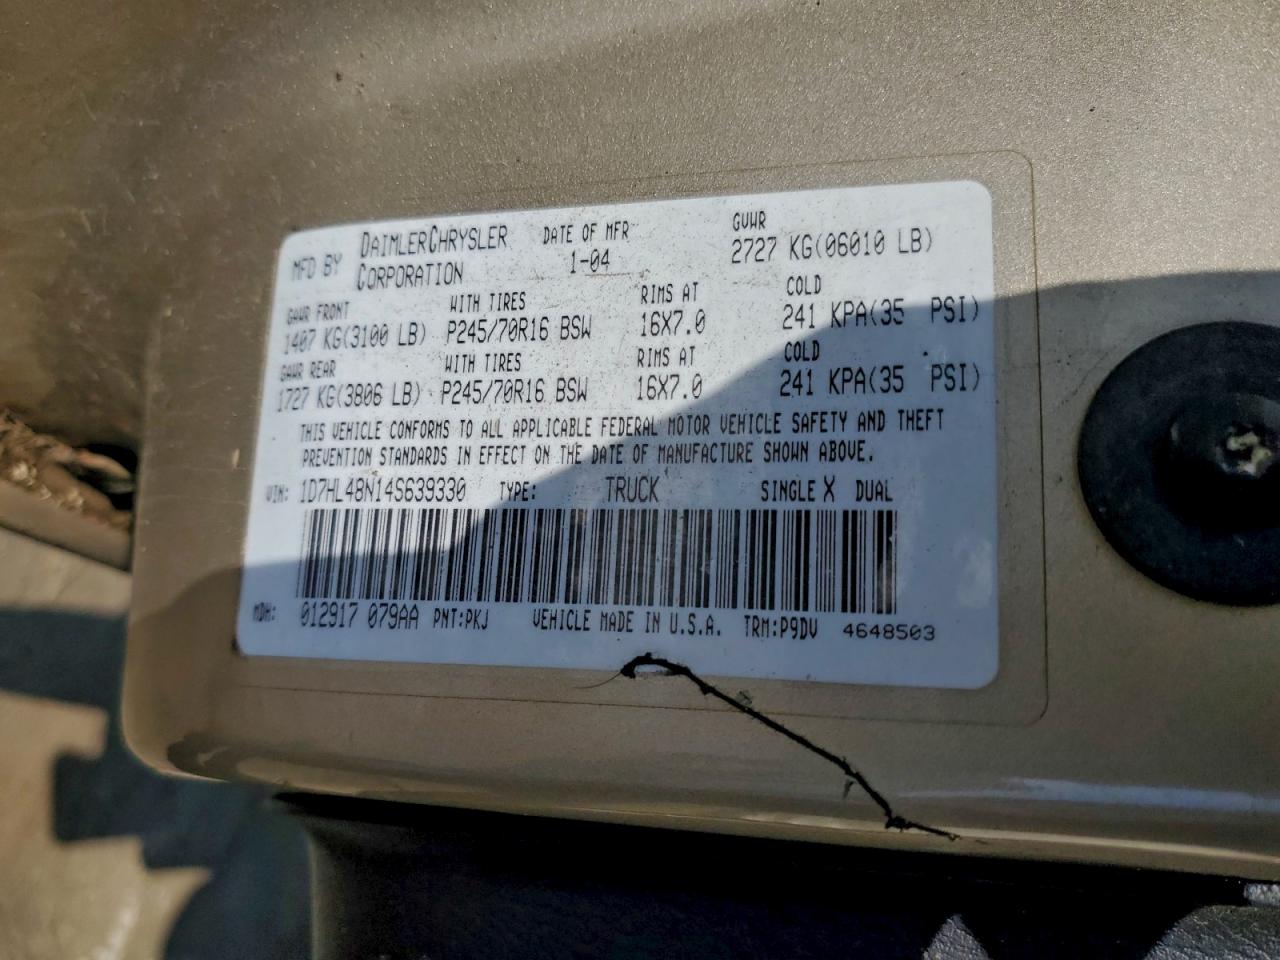 MFD BY DAIMLERCHRYSLER CORPORATION DATE OF MFR 1-04 GVWR 2727 KG(06010 LB)
GAWR FRONT WITH TIRES RIMS AT COLD
1407 KG(3100 LB) P245/70R16 BSW 16X7.0 241 KPA(35 PSI)
GAWR REAR WITH TIRES RIMS AT COLD
1727 KG(3806 LB) P245/70R16 BSW 16X7.0 241 KPA(35 PSI)
THIS VEHICLE CONFORMS TO ALL APPLICABLE FEDERAL MOTOR VEHICLE SAFETY AND THEFT
PREVENTION STANDARDS IN EFFECT ON THE DATE OF MANUFACTURE SHOWN ABOVE.
VIN: 1D7HL48N14S639330 TYPE: TRUCK SINGLE X DUAL
MDH: 012917 079AA PNT:PKJ VEHICLE MADE IN U.S.A. TRM:P9DV 4648503